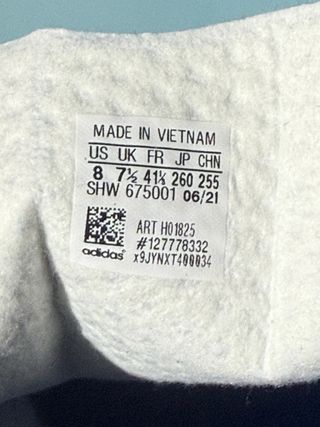 MADE IN VIETNAM
US UK FR JP CHN
8 7½ 41⅓ 260 255
SHW 675001 06/21
ART H01825
#127778332
adidas x9JYNXT400034